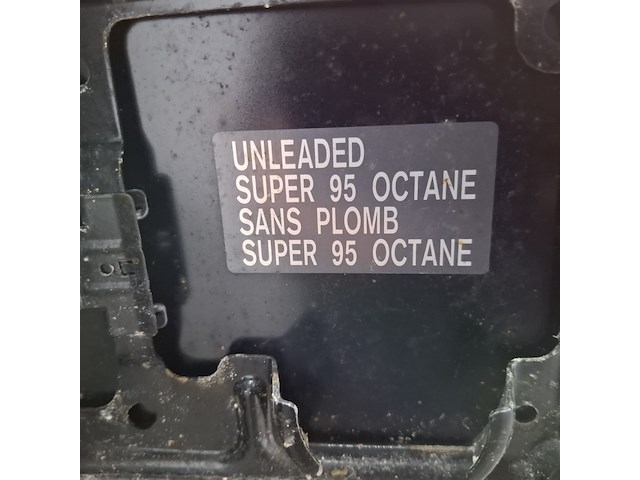 UNLEADED
SUPER 95 OCTANE
SANS PLOMB
SUPER 95 OCTANE